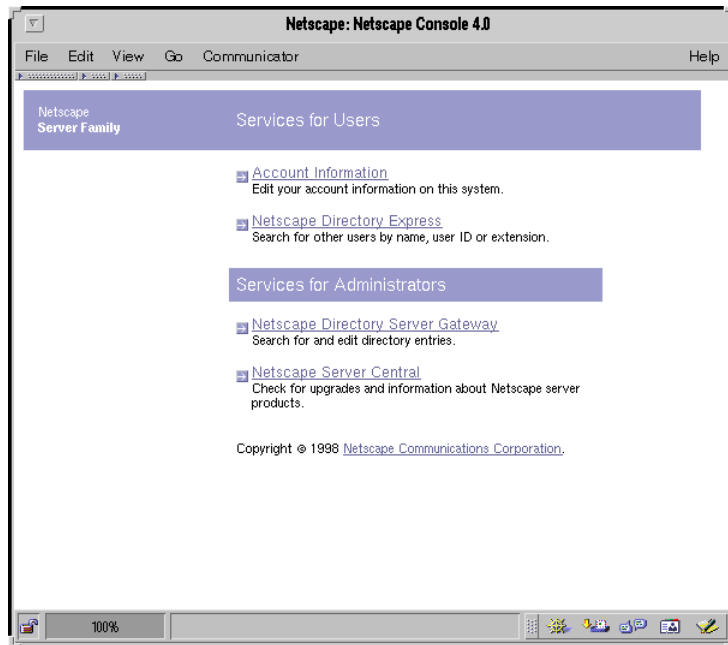 Netscape: Netscape Console 4.0
File Edit View Go Communicator Help
Netscape
Server Family
Services for Users
Account Information
Edit your account information on this system.
Netscape Directory Express
Search for other users by name, user ID or extension.
Services for Administrators
Netscape Directory Server Gateway
Search for and edit directory entries.
Netscape Server Central
Check for upgrades and information about Netscape server
products.
Copyright © 1998 Netscape Communications Corporation.
100%